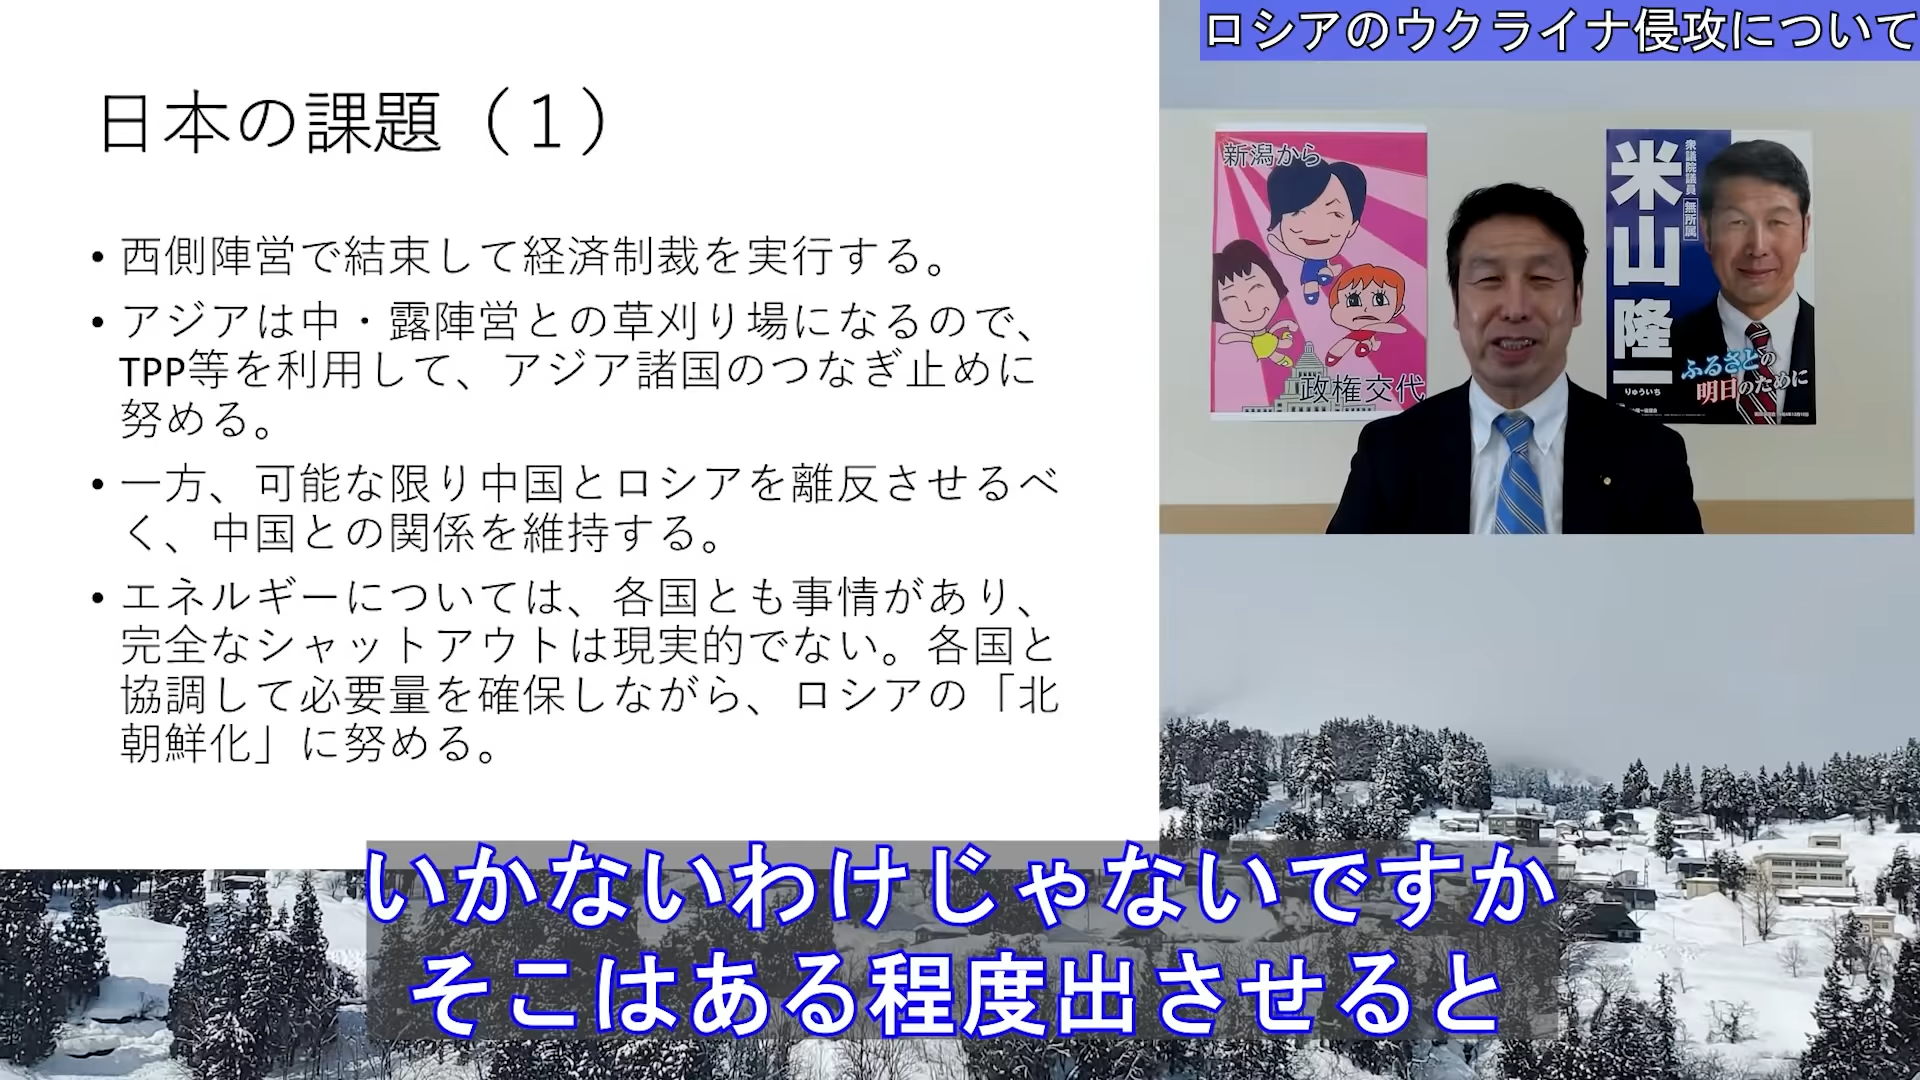 ロシアのウクライナ侵攻について
日本の課題（１）
• 西側陣営で結束して経済制裁を実行する。
• アジアは中・露陣営との草刈り場になるので、
TPP等を利用して、アジア諸国のつなぎ止めに
努める。
• 一方、可能な限り中国とロシアを離反させるべ
く、中国との関係を維持する。
• エネルギーについては、各国とも事情があり、
完全なシャットアウトは現実的でない。各国と
協調して必要量を確保しながら、ロシアの「北
朝鮮化」に努める。
新潟から
政権交代
衆議院議員 無所属
米山隆一
りゅういち
ふるさとの
明日のために
いかないわけじゃないですか
そこはある程度出させると